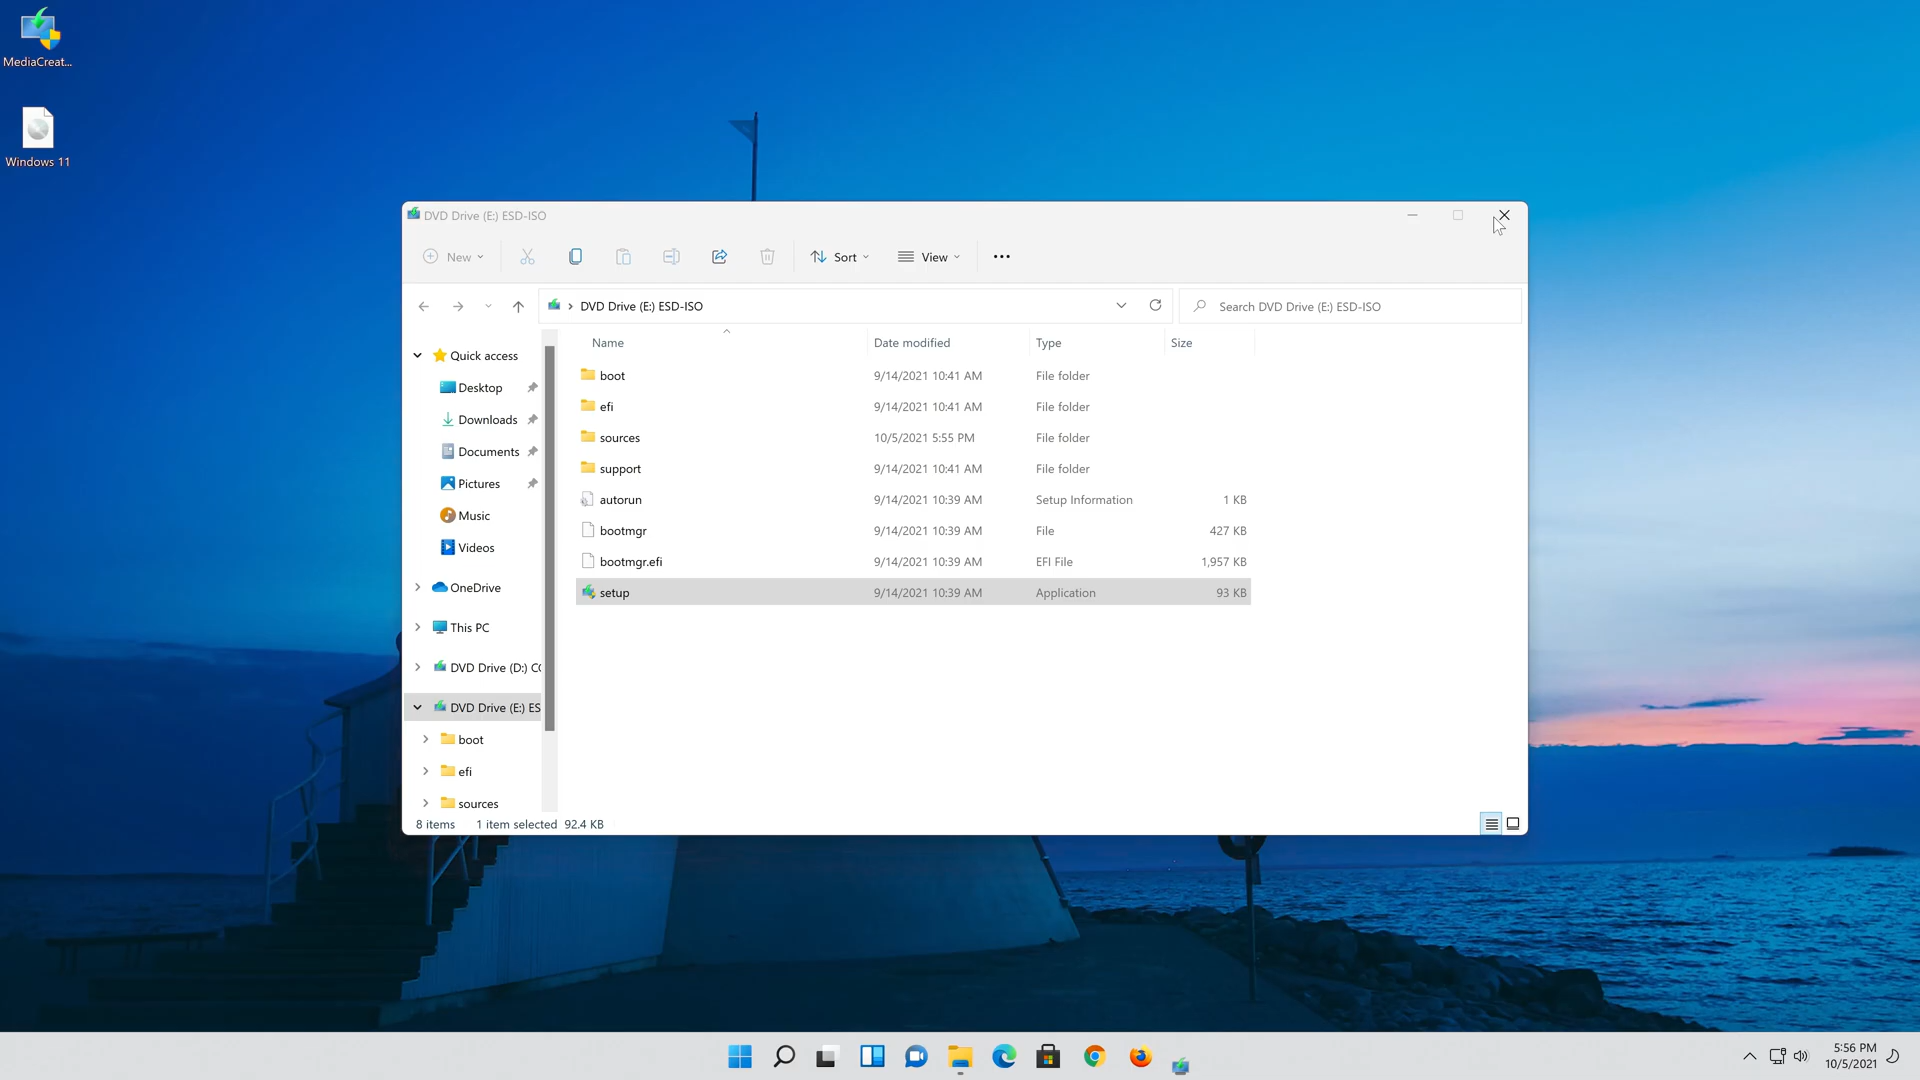 MediaCreat...
Windows 11
DVD Drive (E:) ESD-ISO
New
Sort
View
DVD Drive (E:) ESD-ISO
Search DVD Drive (E:) ESD-ISO
Quick access
Desktop
Downloads
Documents
Pictures
Music
Videos
OneDrive
This PC
DVD Drive (D:) CC
DVD Drive (E:) ES
boot
efi
sources
Name Date modified Type Size
boot 9/14/2021 10:41 AM File folder
efi 9/14/2021 10:41 AM File folder
sources 10/5/2021 5:55 PM File folder
support 9/14/2021 10:41 AM File folder
autorun 9/14/2021 10:39 AM Setup Information 1 KB
bootmgr 9/14/2021 10:39 AM File 427 KB
bootmgr.efi 9/14/2021 10:39 AM EFI File 1,957 KB
setup 9/14/2021 10:39 AM Application 93 KB
8 items 1 item selected 92.4 KB
5:56 PM
10/5/2021